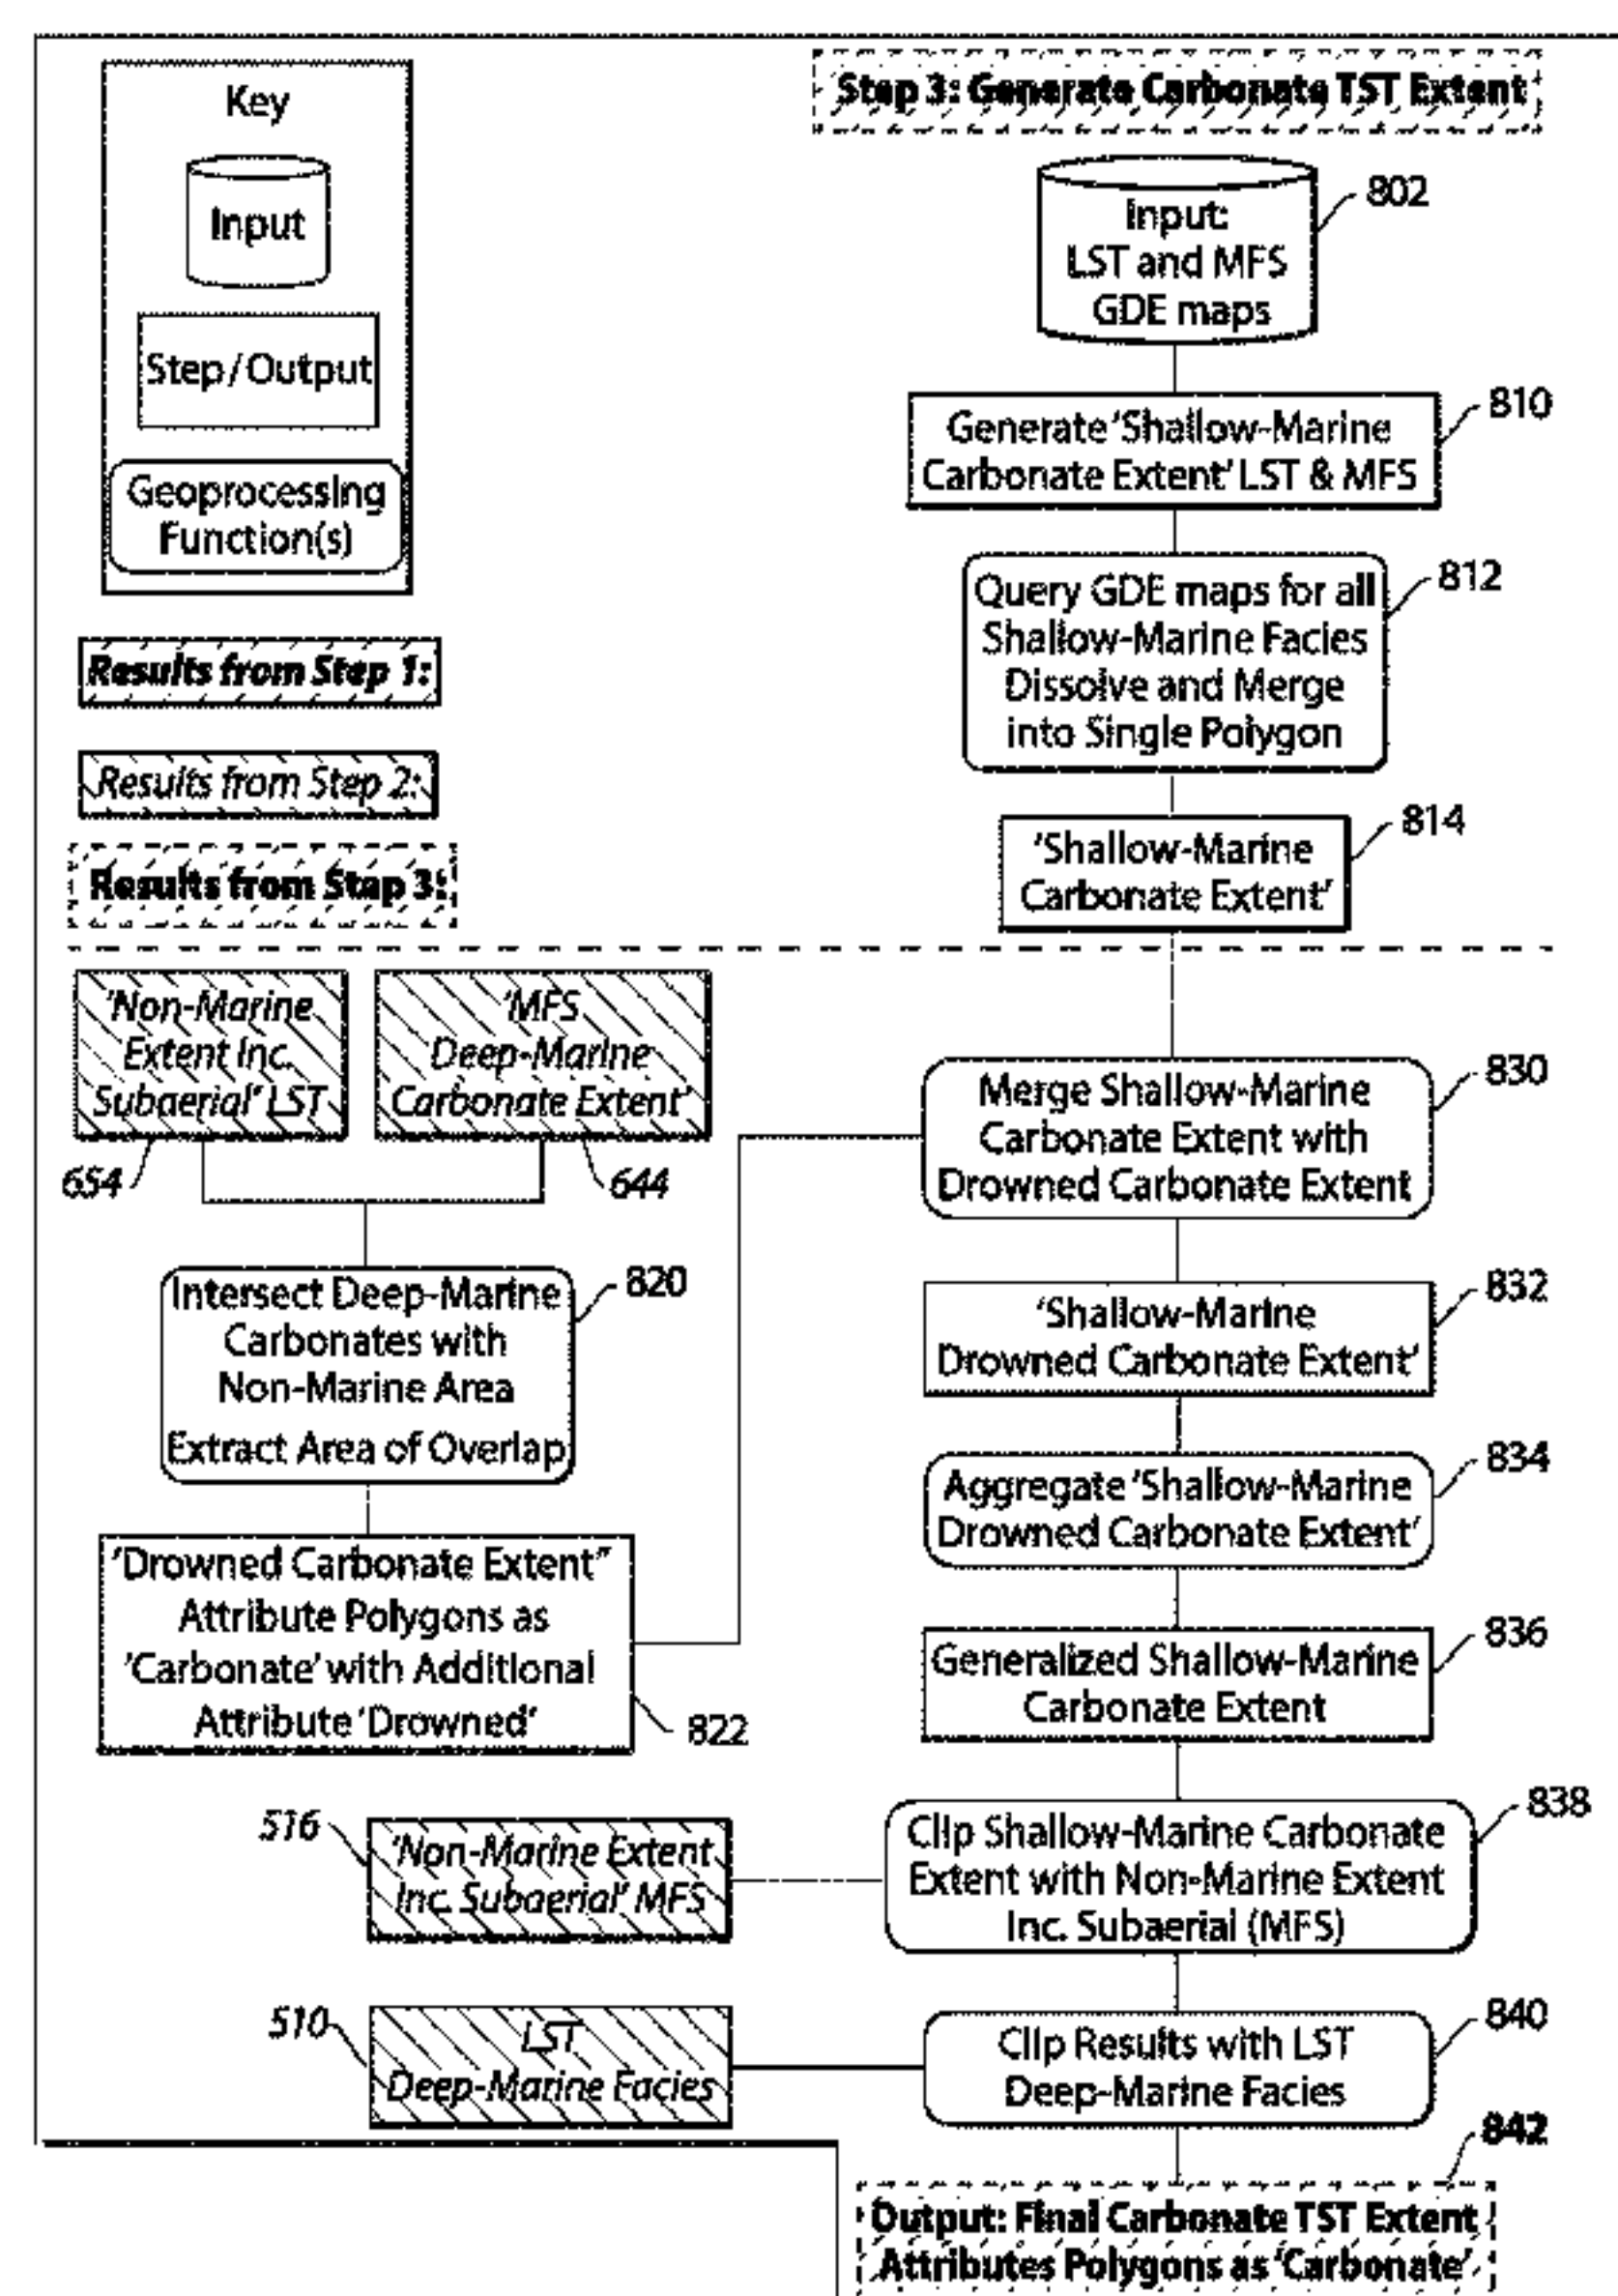 Key
Input
Step/Output
Geoprocessing
Function(s)
Results from Step 1:
Results from Step 2:
Results from Step 3:
Step 3: Generate Carbonate TST Extent
Input:
LST and MFS
GDE maps
802
Generate 'Shallow-Marine
Carbonate Extent' LST & MFS
810
Query GDE maps for all
Shallow-Marine Facies
Dissolve and Merge
into Single Polygon
812
'Shallow-Marine
Carbonate Extent'
814
'Non-Marine
Extent Inc.
Subaerial' LST
654
'MFS
Deep-Marine
Carbonate Extent'
644
Intersect Deep-Marine
Carbonates with
Non-Marine Area
Extract Area of Overlap
820
'Drowned Carbonate Extent"
Attribute Polygons as
'Carbonate' with Additional
Attribute 'Drowned'
822
Merge Shallow-Marine
Carbonate Extent with
Drowned Carbonate Extent
830
'Shallow-Marine
Drowned Carbonate Extent'
832
Aggregate 'Shallow-Marine
Drowned Carbonate Extent'
834
Generalized Shallow-Marine
Carbonate Extent
836
516
'Non-Marine Extent
Inc. Subaerial' MFS
Clip Shallow-Marine Carbonate
Extent with Non-Marine Extent
Inc. Subaerial (MFS)
838
510
LST
Deep-Marine Facies
Clip Results with LST
Deep-Marine Facies
840
842
Output: Final Carbonate TST Extent
Attributes Polygons as 'Carbonate'